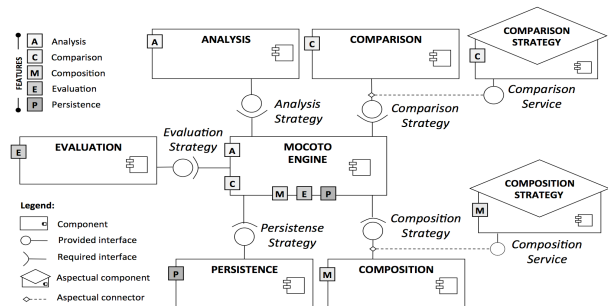 FEATURES
A Analysis
C Comparison
M Composition
E Evaluation
P Persistence
A ANALYSIS
C COMPARISON
COMPARISON
STRATEGY
C
Analysis
Strategy
Comparison
Strategy
Comparison
Service
E EVALUATION
Evaluation
Strategy
A MOCOTO
ENGINE
C
M E P
COMPOSITION
STRATEGY
M
Persistense
Strategy
Composition
Strategy
Composition
Service
P PERSISTENCE
M COMPOSITION
Legend:
Component
Provided interface
Required interface
Aspectual component
Aspectual connector